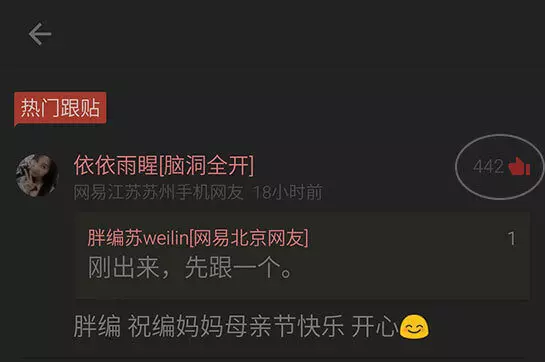 热门跟贴
依依雨暒[脑洞全开]
442
网易江苏苏州手机网友 18小时前
胖编苏weilin[网易北京网友]
1
刚出来，先跟一个。
胖编 祝编妈妈母亲节快乐 开心😊